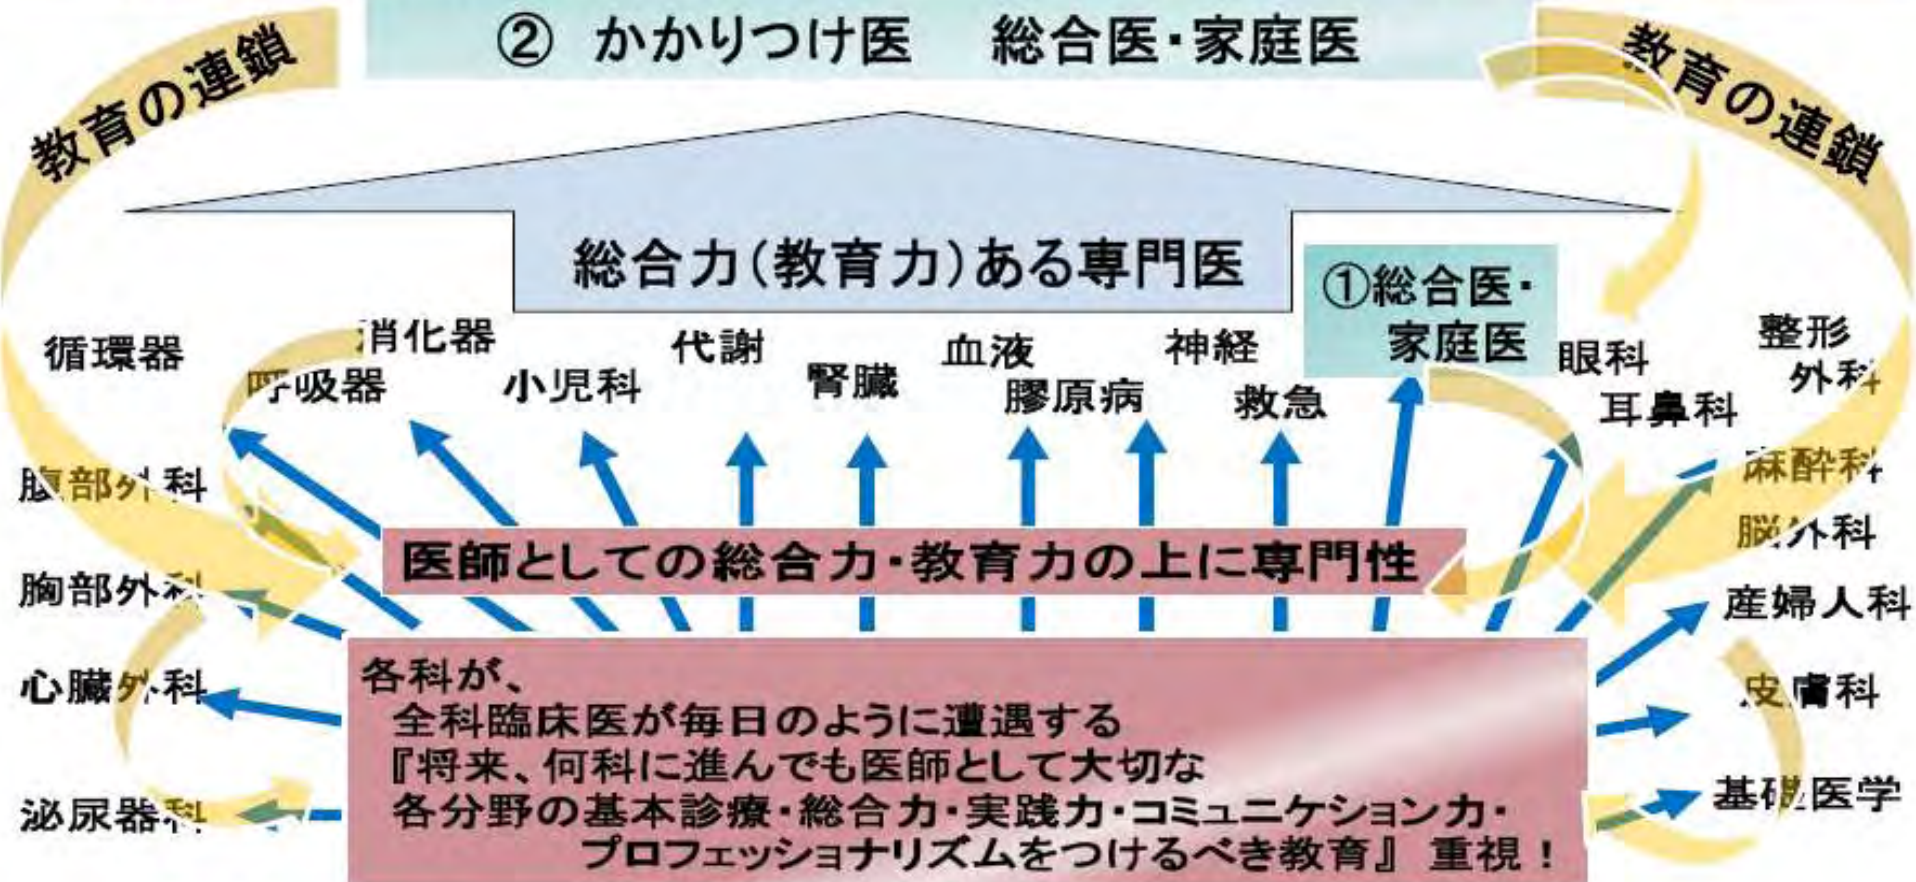 ② かかりつけ医 総合医・家庭医
教育の連鎖
教育の連鎖
総合力(教育力)ある専門医
①総合医・
家庭医
循環器
消化器
呼吸器
小児科
代謝
腎臓
血液
膠原病
神経
救急
眼科
耳鼻科
整形
外科
腹部外科
麻酔科
脳外科
胸部外科
産婦人科
心臓外科
皮膚科
泌尿器科
基礎医学
医師としての総合力・教育力の上に専門性
各科が、
全科臨床医が毎日のように遭遇する
『将来、何科に進んでも医師として大切な
各分野の基本診療・総合力・実践力・コミュニケション力・
プロフェッショナリズムをつけるべき教育』 重視!